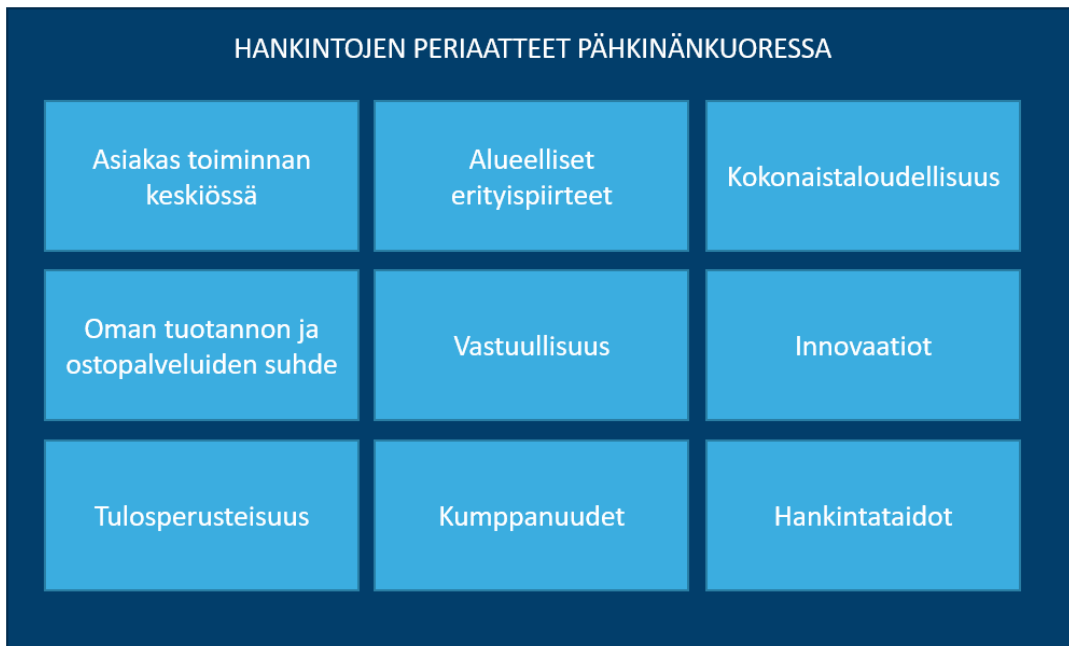 HANKINTOJEN PERIAATTEET PÄHKINÄNKUORESSA
Asiakas toiminnan
keskiössä
Alueelliset
erityispiirteet
Kokonaistaloudellisuus
Oman tuotannon ja
ostopalveluiden suhde
Vastuullisuus
Innovaatiot
Tulosperusteisuus
Kumppanuudet
Hankintataidot